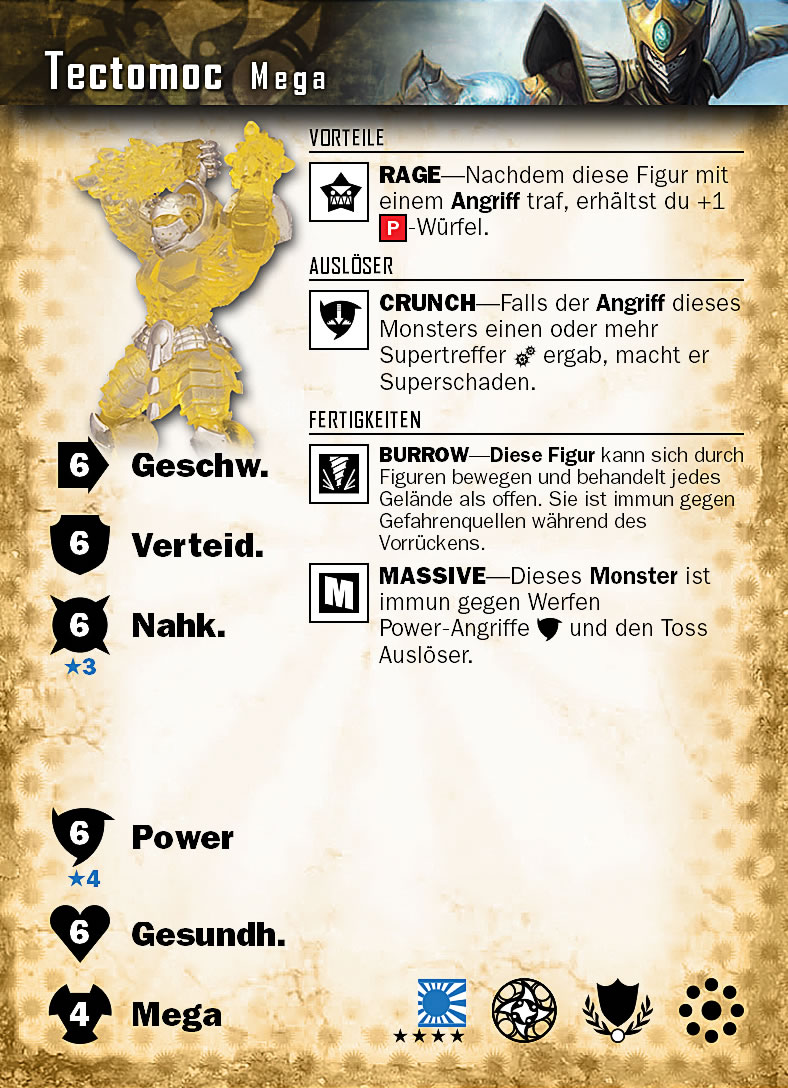 Tectomoc Mega
VORTEILE
RAGE—Nachdem diese Figur mit
einem Angriff traf, erhältst du +1
P-Würfel.
AUSLÖSER
CRUNCH—Falls der Angriff dieses
Monsters einen oder mehr
Supertreffer ergab, macht er
Superschaden.
FERTIGKEITEN
BURROW—Diese Figur kann sich durch
Figuren bewegen und behandelt jedes
Gelände als offen. Sie ist immun gegen
Gefahrenquellen während des
Vorrückens.
M
MASSIVE—Dieses Monster ist
immun gegen Werfen
Power-Angriffe und den Toss
Auslöser.
6 Geschw.
6 Verteid.
6 Nahk.
★3
6 Power
★4
6 Gesundh.
4 Mega
★★★★